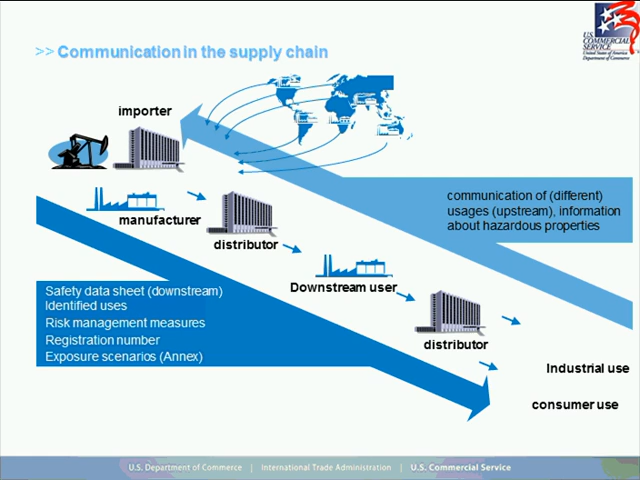 U.S.
COMMERCIAL
SERVICE
United States of America
Department of Commerce
>> Communication in the supply chain
importer
manufacturer
distributor
Downstream user
distributor
Industrial use
consumer use
communication of (different)
usages (upstream), information
about hazardous properties
Safety data sheet (downstream)
Identified uses
Risk management measures
Registration number
Exposure scenarios (Annex)
U.S. Department of Commerce | International Trade Administration | U.S. Commercial Service